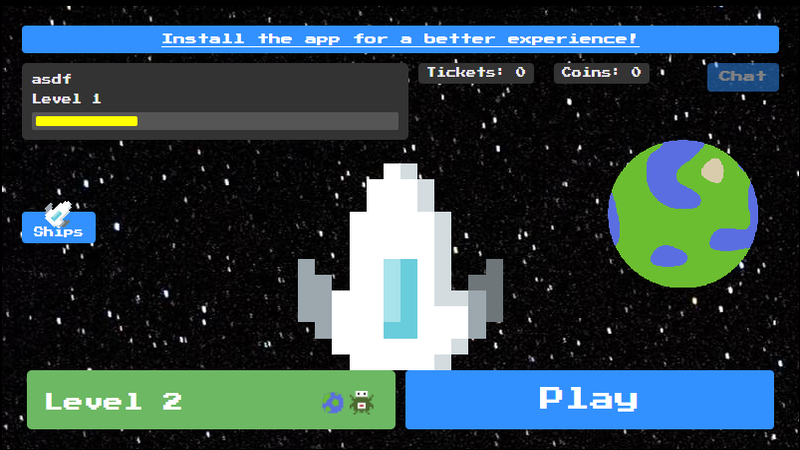 Install the app for a better experience!
asdf
Level 1
Tickets: 0
Coins: 0
Chat
Ships
Level 2
Play